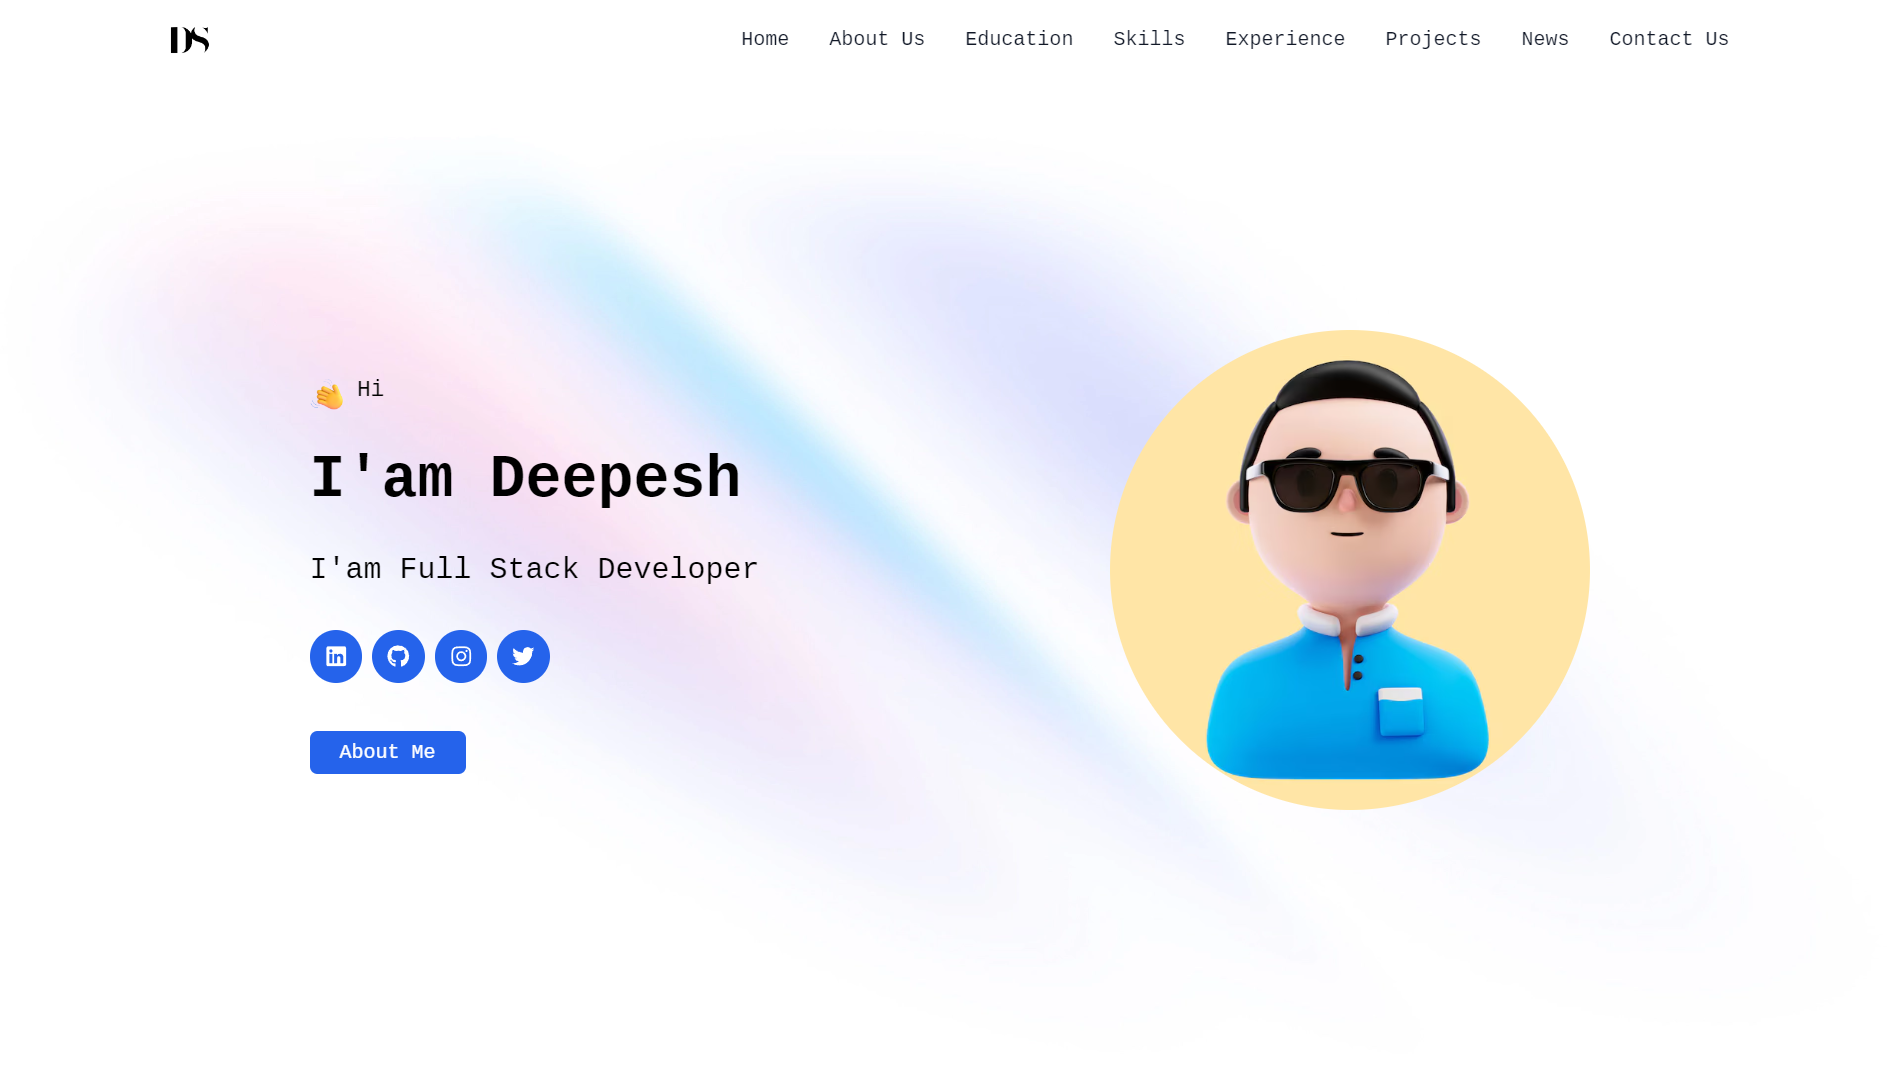 DS
Home About Us Education Skills Experience Projects News Contact Us
Hi
I'am Deepesh
I'am Full Stack Developer
in
About Me